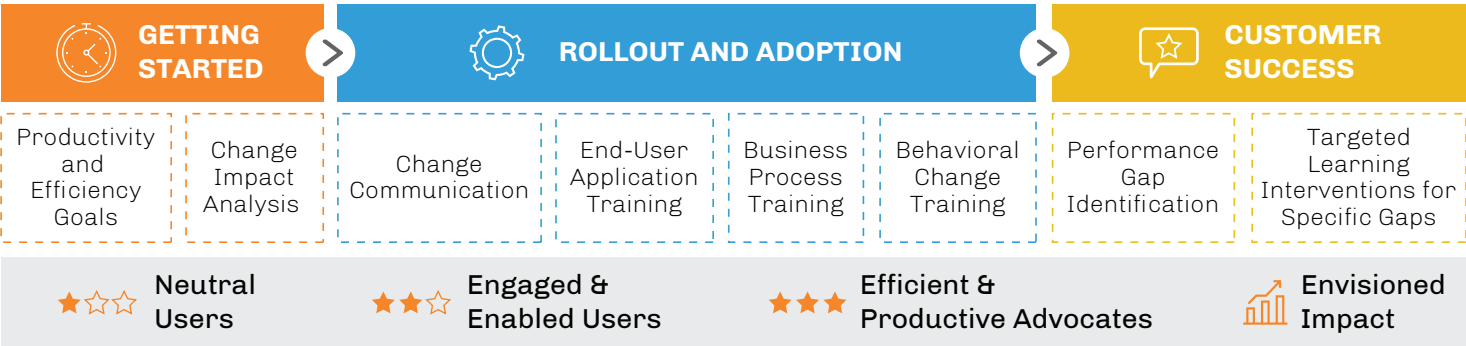 GETTING
STARTED
ROLLOUT AND ADOPTION
CUSTOMER
SUCCESS
Productivity
and
Efficiency
Goals
Change
Impact
Analysis
Change
Communication
End-User
Application
Training
Business
Process
Training
Behavioral
Change
Training
Performance
Gap
Identification
Targeted
Learning
Interventions for
Specific Gaps
Neutral
Users
Engaged &
Enabled Users
Efficient &
Productive Advocates
Envisioned
Impact